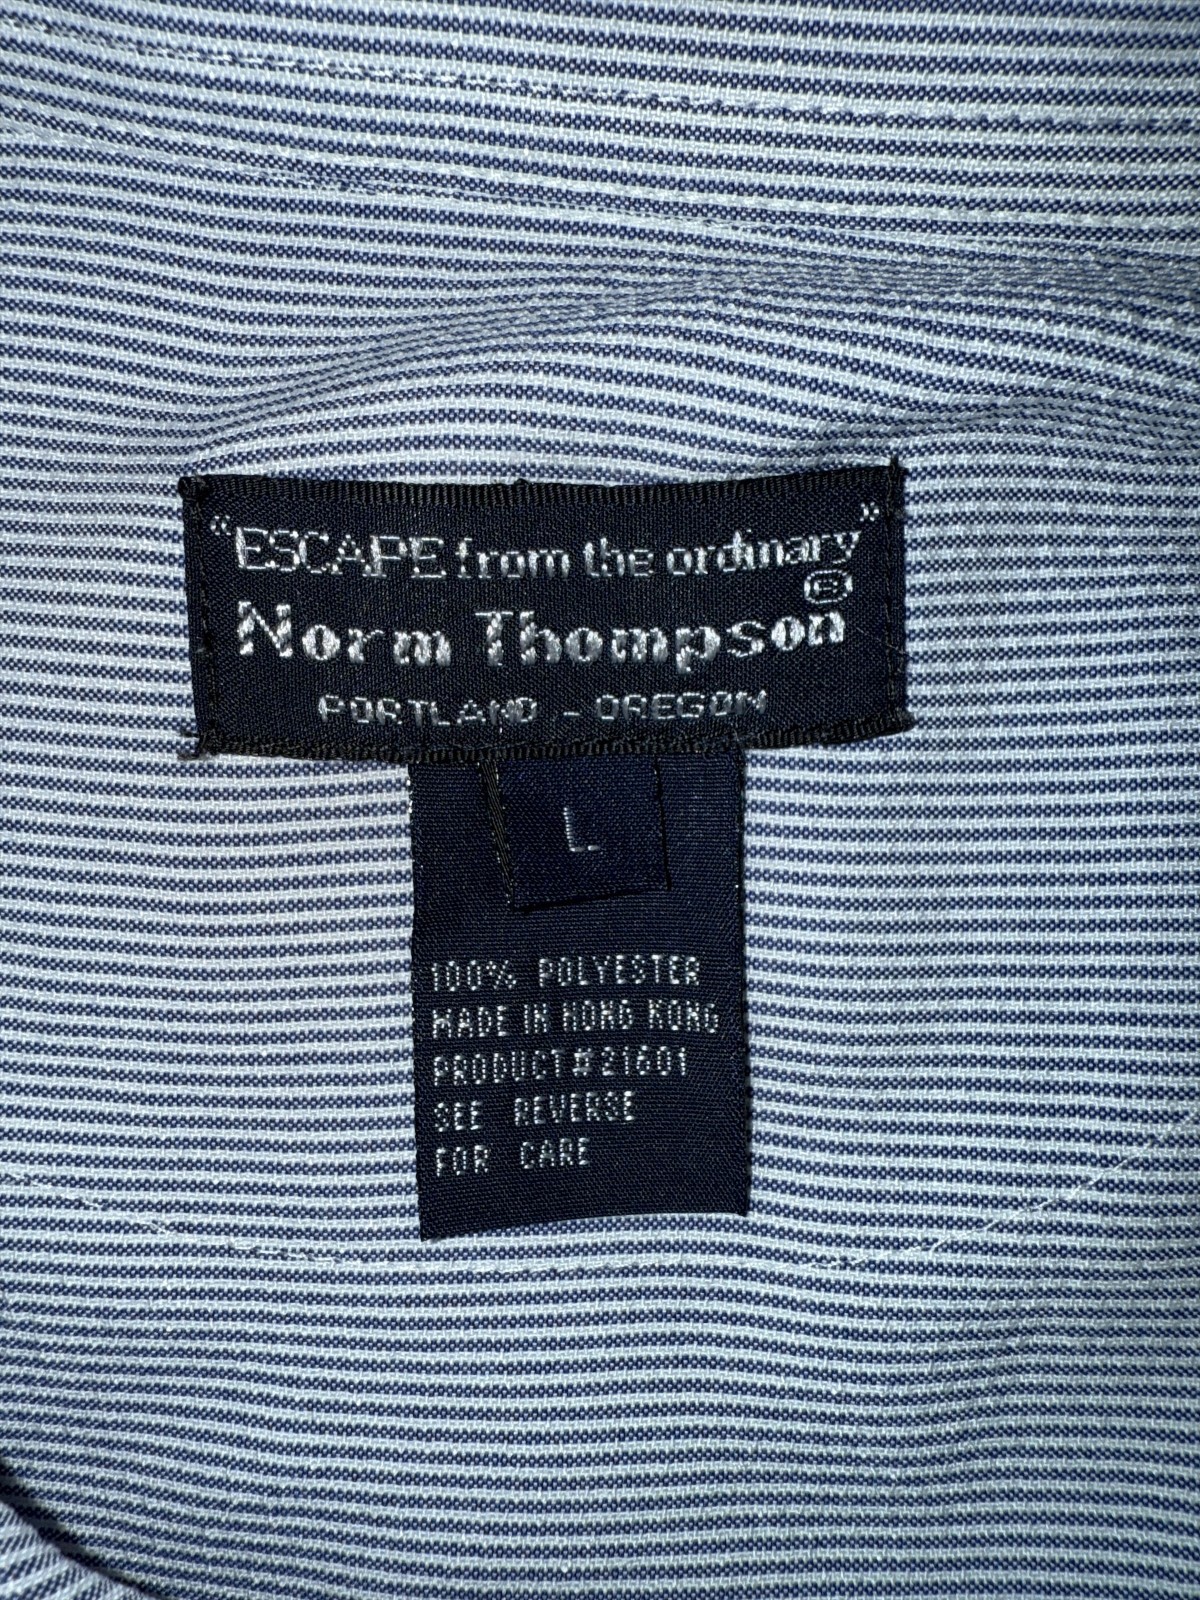 "ESCAPE from the ordinary"
Norm Thompson®
PORTLAND - OREGON
L
100% POLYESTER
MADE IN HONG KONG
PRODUCT#21601
SEE REVERSE
FOR CARE